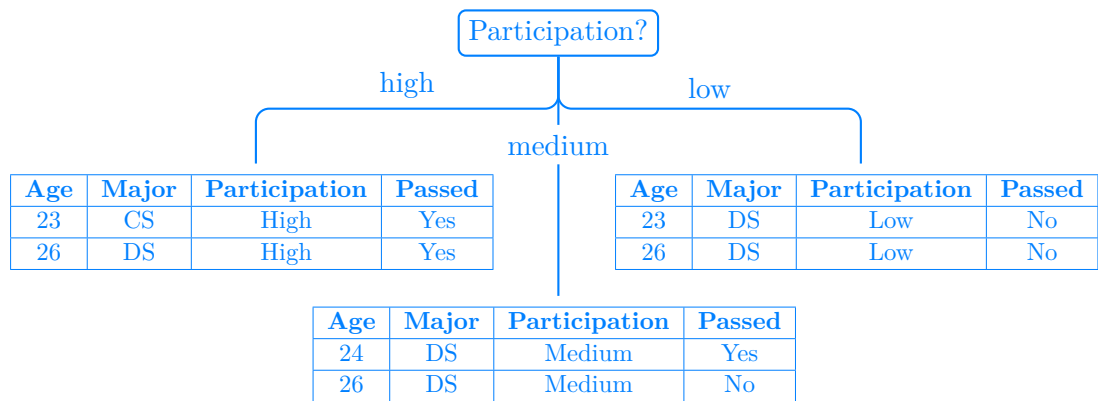 Participation?
high
low
medium
Age Major Participation Passed
23 CS High Yes
26 DS High Yes
Age Major Participation Passed
23 DS Low No
26 DS Low No
Age Major Participation Passed
24 DS Medium Yes
26 DS Medium No